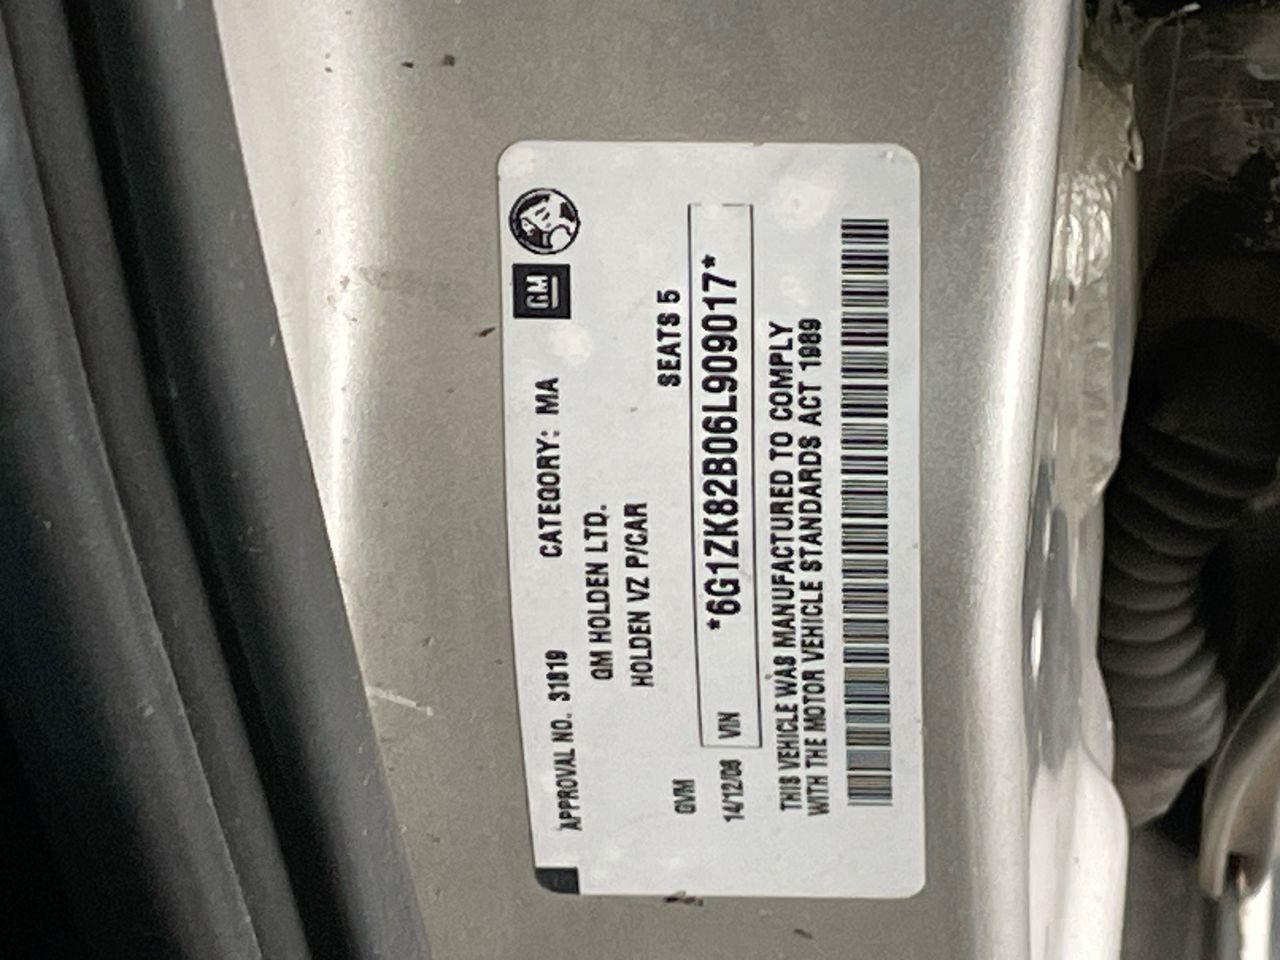 APPROVAL NO. 31819 CATEGORY: MA GM
GM HOLDEN LTD.
HOLDEN VZ P/CAR
GVM SEATS 5
14/12/06 VIN *6G1ZK82B06L909017*
THIS VEHICLE WAS MANUFACTURED TO COMPLY
WITH THE MOTOR VEHICLE STANDARDS ACT 1989